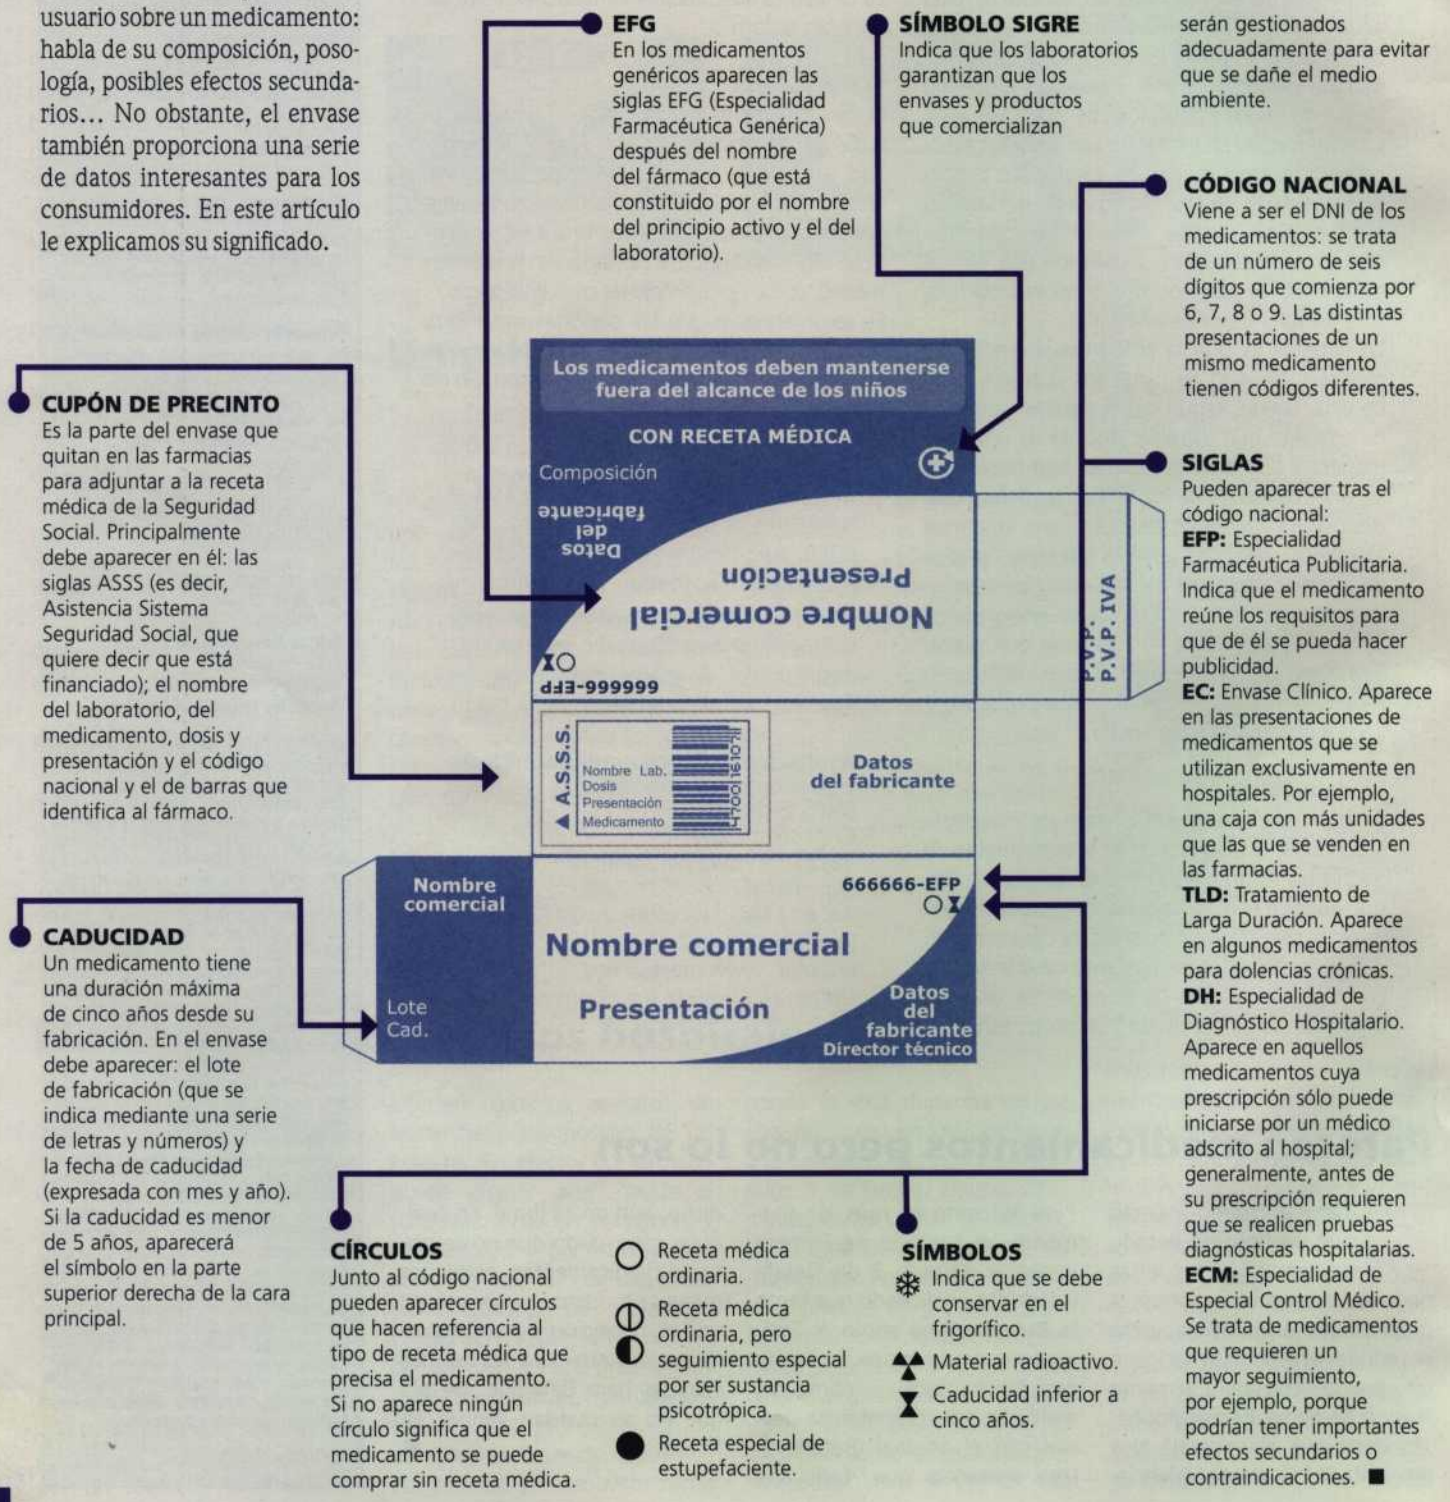 usuario sobre un medicamento:
habla de su composición, poso-
logía, posibles efectos secunda-
rios... No obstante, el envase
también proporciona una serie
de datos interesantes para los
consumidores. En este artículo
le explicamos su significado.
EFG
En los medicamentos
genéricos aparecen las
siglas EFG (Especialidad
Farmacéutica Genérica)
después del nombre
del fármaco (que está
constituido por el nombre
del principio activo y el del
laboratorio).
SÍMBOLO SIGRE
Indica que los laboratorios
garantizan que los
envases y productos
que comercializan
serán gestionados
adecuadamente para evitar
que se dañe el medio
ambiente.
CÓDIGO NACIONAL
Viene a ser el DNI de los
medicamentos: se trata
de un número de seis
dígitos que comienza por
6, 7, 8 o 9. Las distintas
presentaciones de un
mismo medicamento
tienen códigos diferentes.
SIGLAS
Pueden aparecer tras el
código nacional:
EFP: Especialidad
Farmacéutica Publicitaria.
Indica que el medicamento
reúne los requisitos para
que de él se pueda hacer
publicidad.
EC: Envase Clínico. Aparece
en las presentaciones de
medicamentos que se
utilizan exclusivamente en
hospitales. Por ejemplo,
una caja con más unidades
que las que se venden en
las farmacias.
TLD: Tratamiento de
Larga Duración. Aparece
en algunos medicamentos
para dolencias crónicas.
DH: Especialidad de
Diagnóstico Hospitalario.
Aparece en aquellos
medicamentos cuya
prescripción sólo puede
iniciarse por un médico
adscrito al hospital;
generalmente, antes de
su prescripción requieren
que se realicen pruebas
diagnósticas hospitalarias.
ECM: Especialidad de
Especial Control Médico.
Se trata de medicamentos
que requieren un
mayor seguimiento,
por ejemplo, porque
podrían tener importantes
efectos secundarios o
contraindicaciones.
CUPÓN DE PRECINTO
Es la parte del envase que
quitan en las farmacias
para adjuntar a la receta
médica de la Seguridad
Social. Principalmente
debe aparecer en él: las
siglas ASSS (es decir,
Asistencia Sistema
Seguridad Social, que
quiere decir que está
financiado); el nombre
del laboratorio, del
medicamento, dosis y
presentación y el código
nacional y el de barras que
identifica al fármaco.
CADUCIDAD
Un medicamento tiene
una duración máxima
de cinco años desde su
fabricación. En el envase
debe aparecer: el lote
de fabricación (que se
indica mediante una serie
de letras y números) y
la fecha de caducidad
(expresada con mes y año).
Si la caducidad es menor
de 5 años, aparecerá
el símbolo en la parte
superior derecha de la cara
principal.
Los medicamentos deben mantenerse
fuera del alcance de los niños
CON RECETA MÉDICA
Composición
Datos
del
fabricante
Nombre comercial
Presentación
666666-EFP
P.V.P.
P.V.P. IVA
A.S.S.S.
Nombre Lab.
Dosis
Presentación
Medicamento
Datos
del fabricante
Nombre
comercial
Lote
Cad.
666666-EFP
Nombre comercial
Presentación
Datos
del
fabricante
Director técnico
CÍRCULOS
Junto al código nacional
pueden aparecer círculos
que hacen referencia al
tipo de receta médica que
precisa el medicamento.
Si no aparece ningún
círculo significa que el
medicamento se puede
comprar sin receta médica.
Receta médica
ordinaria.
Receta médica
ordinaria, pero
seguimiento especial
por ser sustancia
psicotrópica.
Receta especial de
estupefaciente.
SÍMBOLOS
Indica que se debe
conservar en el
frigorífico.
Material radioactivo.
Caducidad inferior a
cinco años.